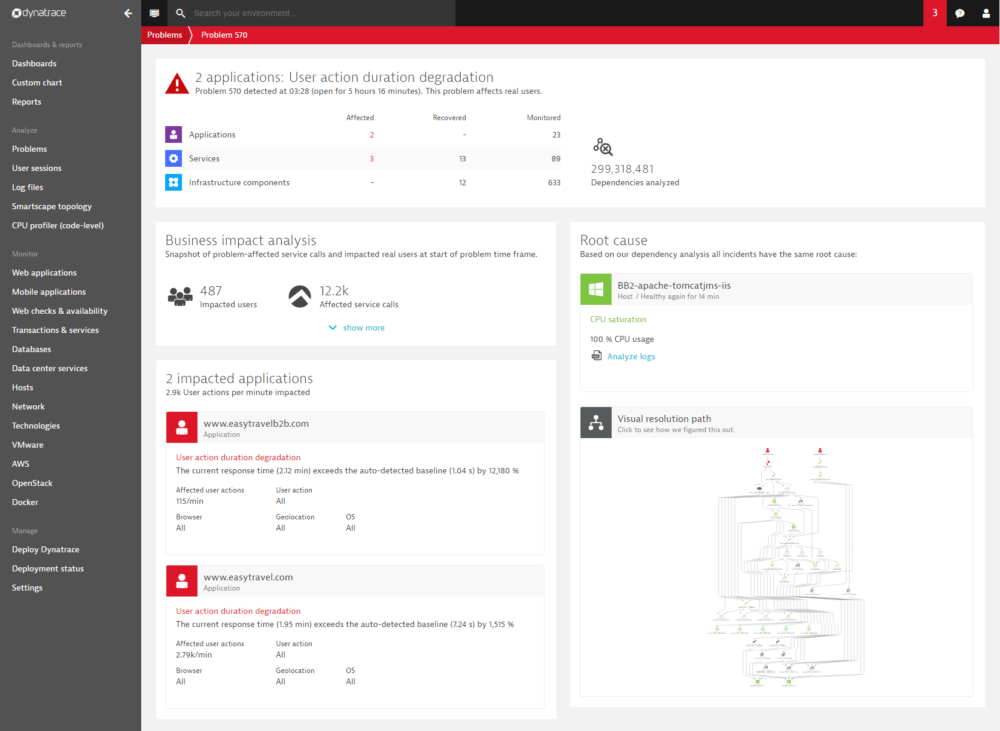 dynatrace
Search your environment...
3
Problems
Problem 570
Dashboards & reports
Dashboards
Custom chart
Reports
Analyze
Problems
User sessions
Log files
Smartscape topology
CPU profiler (code-level)
Monitor
Web applications
Mobile applications
Web checks & availability
Transactions & services
Databases
Data center services
Hosts
Network
Technologies
VMware
AWS
OpenStack
Docker
Manage
Deploy Dynatrace
Deployment status
Settings
2 applications: User action duration degradation
Problem 570 detected at 03:28 (open for 5 hours 16 minutes). This problem affects real users.
Affected Recovered Monitored
Applications 2 - 23
Services 3 13 89
Infrastructure components - 12 633
299,318,481
Dependencies analyzed
Business impact analysis
Snapshot of problem-affected service calls and impacted real users at start of problem time frame.
487
Impacted users
12.2k
Affected service calls
show more
2 impacted applications
2.9k User actions per minute impacted
www.easytravelb2b.com
Application
User action duration degradation
The current response time (2.12 min) exceeds the auto-detected baseline (1.04 s) by 12,180 %
Affected user actions User action
115/min All
Browser Geolocation OS
All All All
www.easytravel.com
Application
User action duration degradation
The current response time (1.95 min) exceeds the auto-detected baseline (7.24 s) by 1,515 %
Affected user actions User action
2.79k/min All
Browser Geolocation OS
All All All
Root cause
Based on our dependency analysis all incidents have the same root cause:
BB2-apache-tomcatjms-iis
Host / Healthy again for 14 min
CPU saturation
100 % CPU usage
LOG
Analyze logs
Visual resolution path
Click to see how we figured this out.